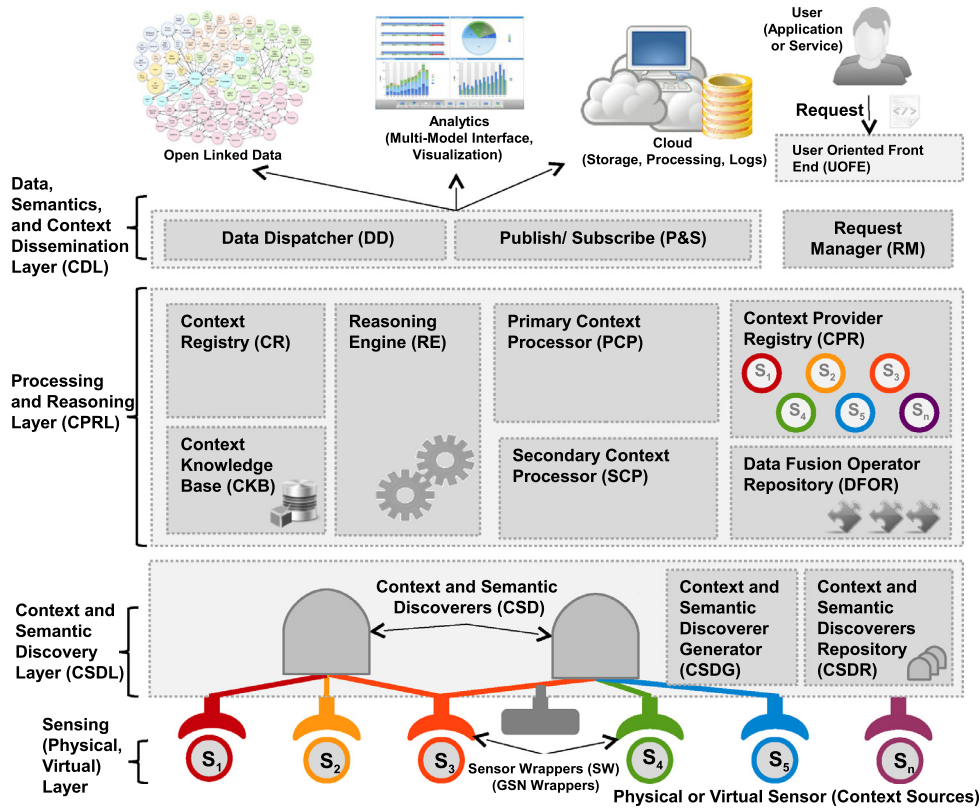 User
(Application
or Service)
Request
</>
Open Linked Data
Analytics
(Multi-Model Interface,
Visualization)
Cloud
(Storage, Processing, Logs)
User Oriented Front
End (UOFE)
Data,
Semantics,
and Context
Dissemination
Layer (CDL)
Data Dispatcher (DD)
Publish/ Subscribe (P&S)
Request
Manager (RM)
Processing
and Reasoning
Layer (CPRL)
Context
Registry (CR)
Reasoning
Engine (RE)
Primary Context
Processor (PCP)
Context Provider
Registry (CPR)
S1
S2
S3
S4
S5
Sn
Context
Knowledge
Base (CKB)
Secondary Context
Processor (SCP)
Data Fusion Operator
Repository (DFOR)
Context and
Semantic
Discovery
Layer (CSDL)
Context and Semantic
Discoverers (CSD)
Context and
Semantic
Discoverer
Generator
(CSDG)
Context and
Semantic
Discoverers
Repository
(CSDR)
Sensing
(Physical,
Virtual)
Layer
S1
S2
S3
S4
S5
Sn
Sensor Wrappers (SW)
(GSN Wrappers)
Physical or Virtual Sensor (Context Sources)